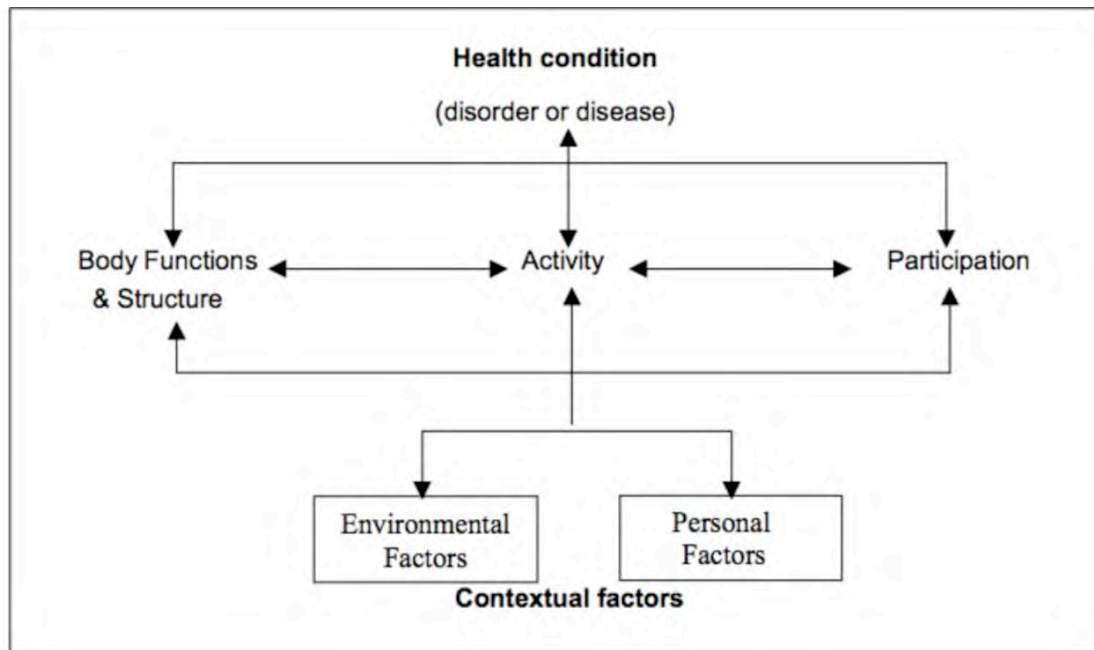 Health condition
(disorder or disease)
Body Functions
& Structure
Activity
Participation
Environmental
Factors
Personal
Factors
Contextual factors